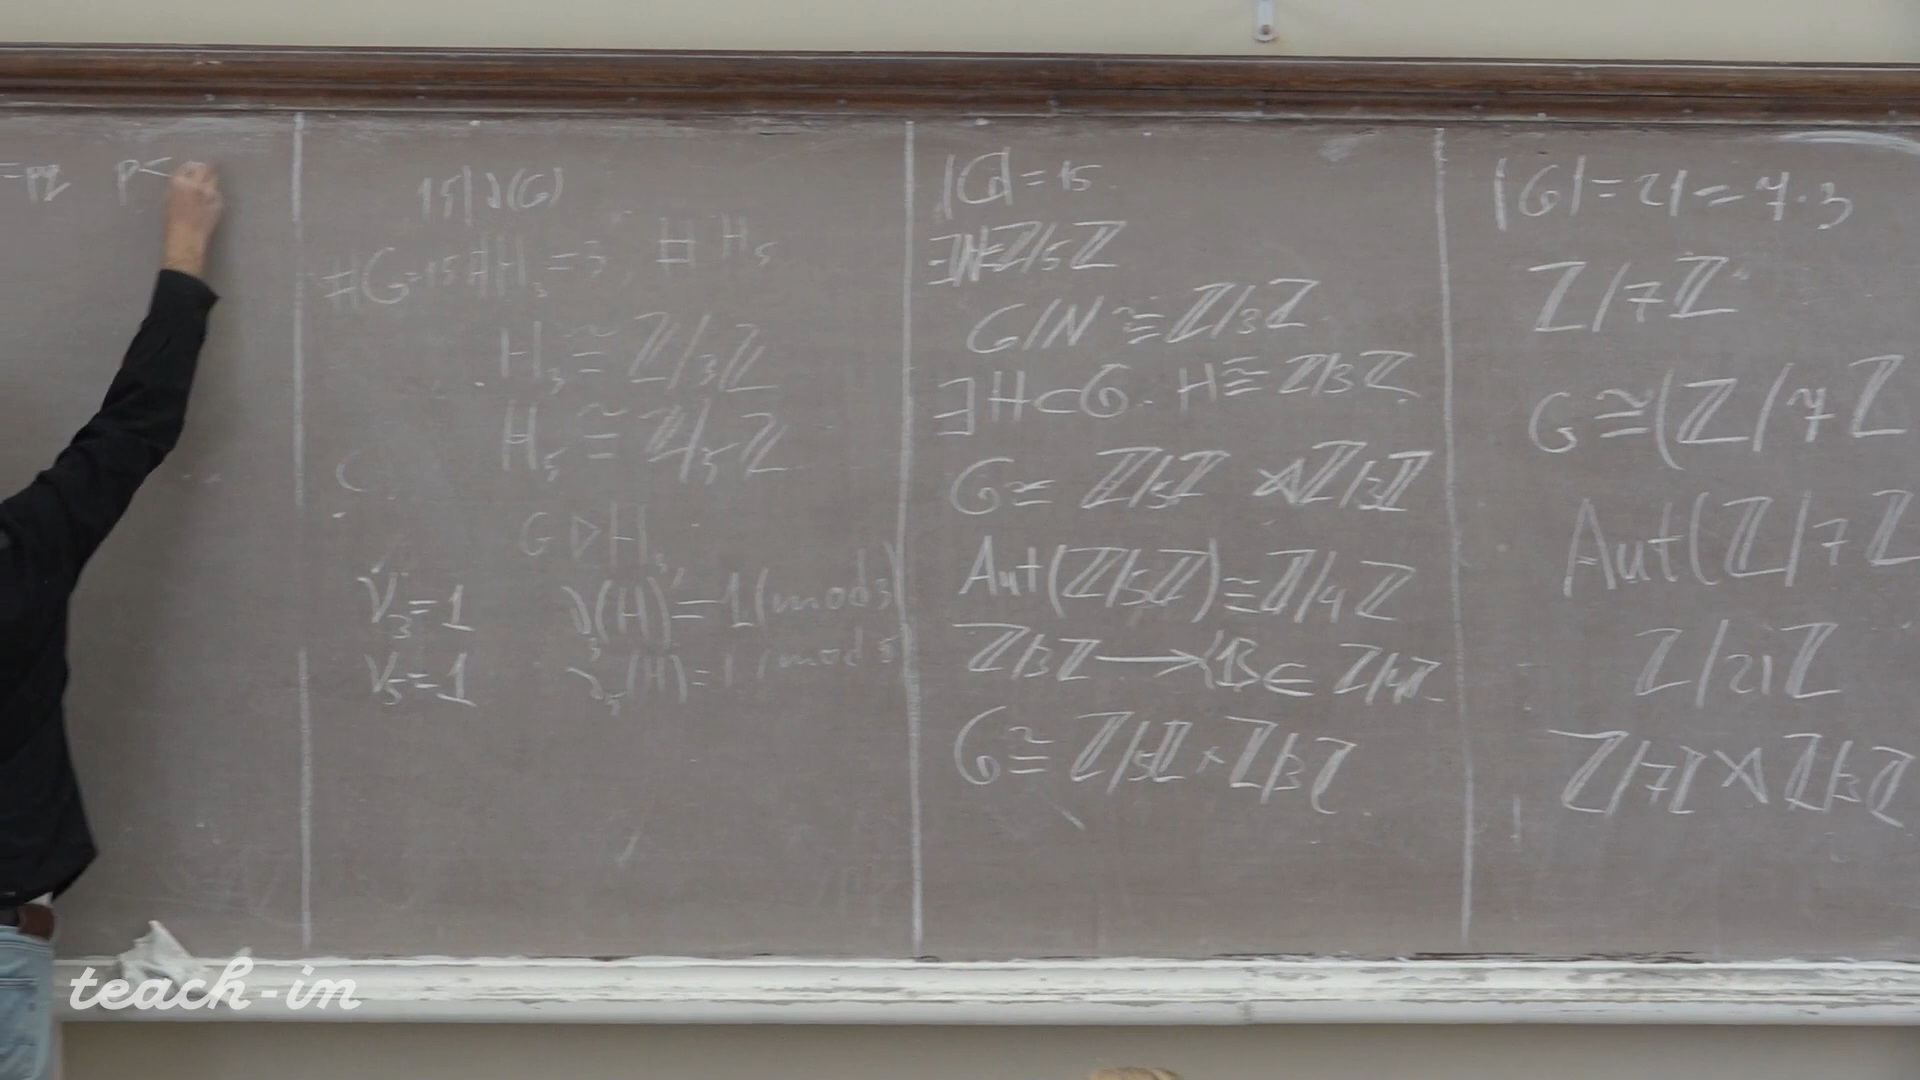 =pq p<
15|ν(G)
#G=15 #H₃=3 # H₅
H₃≅ℤ/3ℤ
H₅≅ℤ/5ℤ
G▷H₃
ν₃=1 ν₃(H)=1(mod3)
ν₅=1 ν₅(H)=1(mod 5)
|G|=15
∃N≅ℤ/5ℤ
G/N≅ℤ/3ℤ
∃H⊂G. H≅ℤ/3ℤ
G≃ℤ/5ℤ⋊ℤ/3ℤ
Aut(ℤ/5ℤ)≅ℤ/4ℤ
ℤ/3ℤ→{1}∈ℤ/4ℤ
G≅ℤ/5ℤ×ℤ/3ℤ
|G|=21=7·3
ℤ/7ℤ
G≅(ℤ/7ℤ
Aut(ℤ/7ℤ
ℤ/21ℤ
ℤ/7ℤ⋊ℤ/3ℤ
teach-in